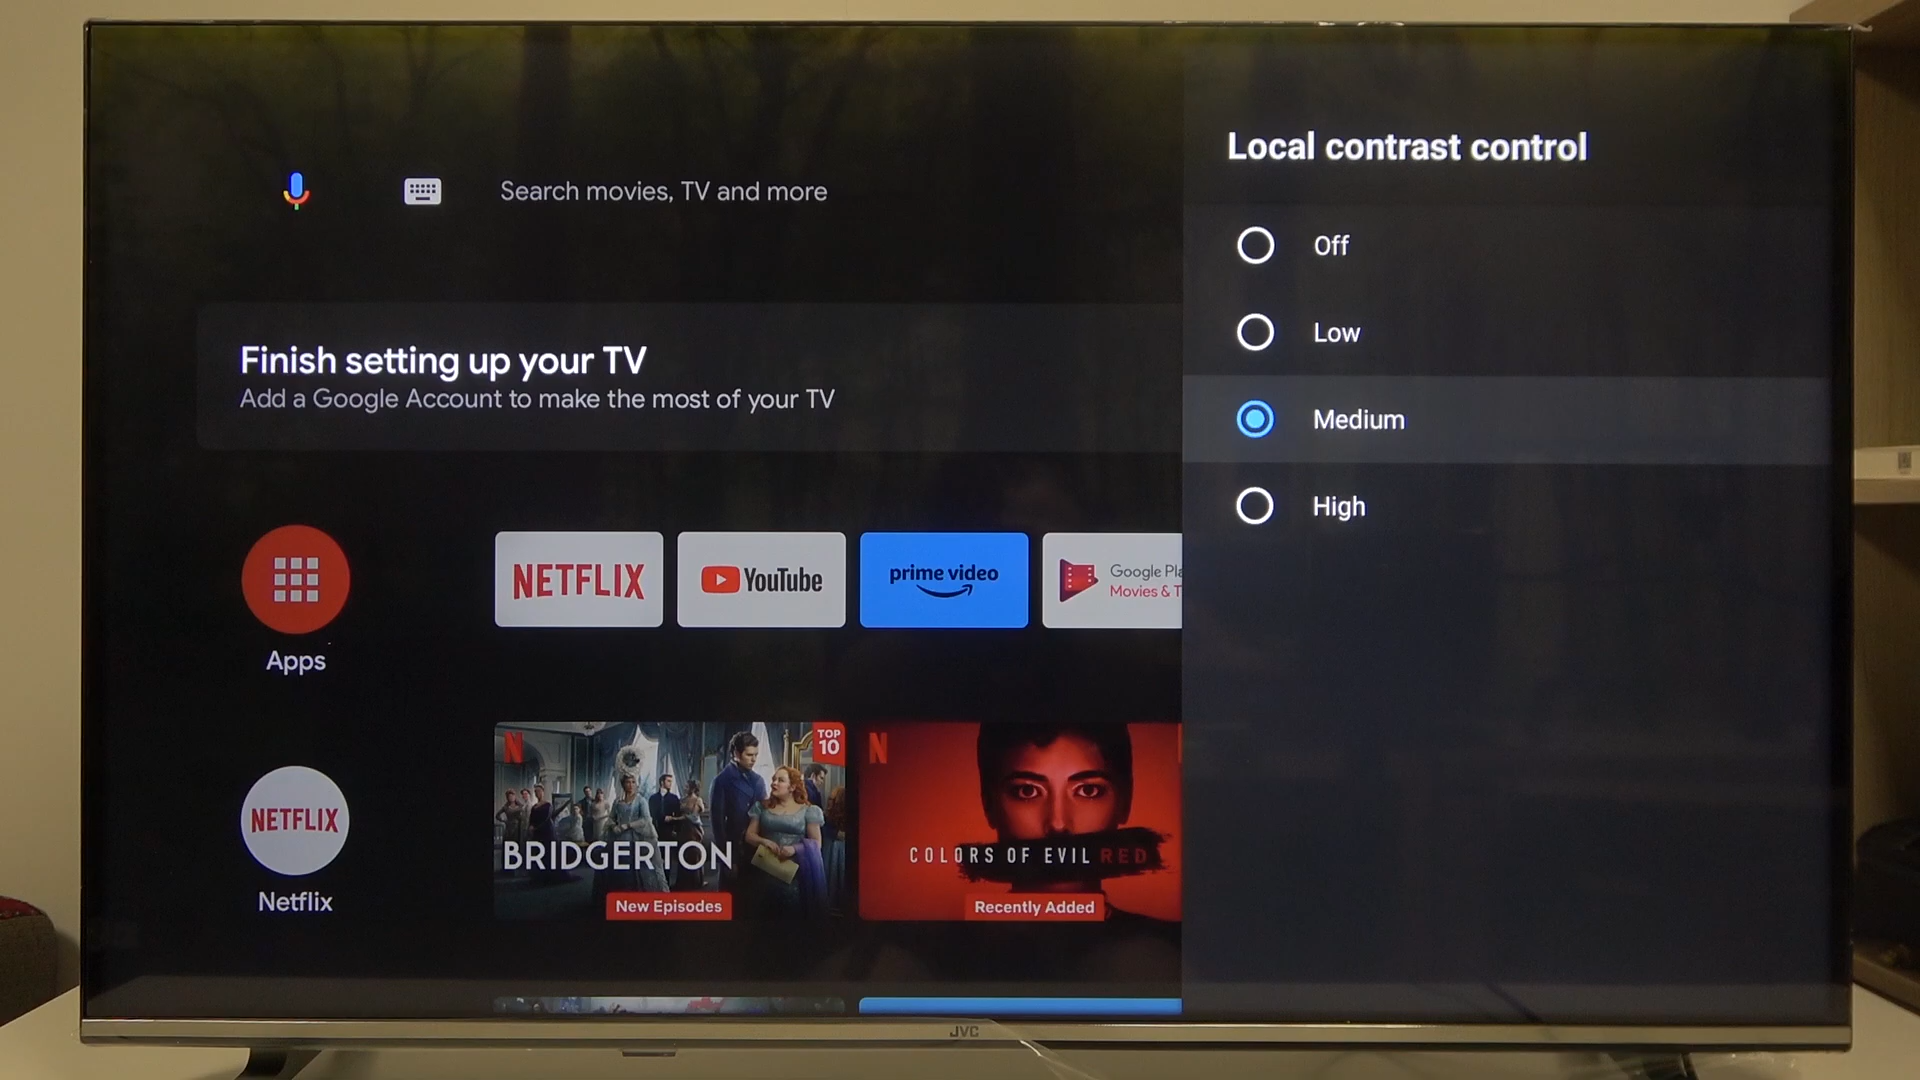 Search movies, TV and more
Local contrast control
Off
Low
Medium
High
Finish setting up your TV
Add a Google Account to make the most of your TV
NETFLIX
YouTube
prime video
Google Pla
Movies & T
Apps
N
TOP
10
BRIDGERTON
New Episodes
N
COLORS OF EVIL RED
Recently Added
NETFLIX
Netflix
JVC